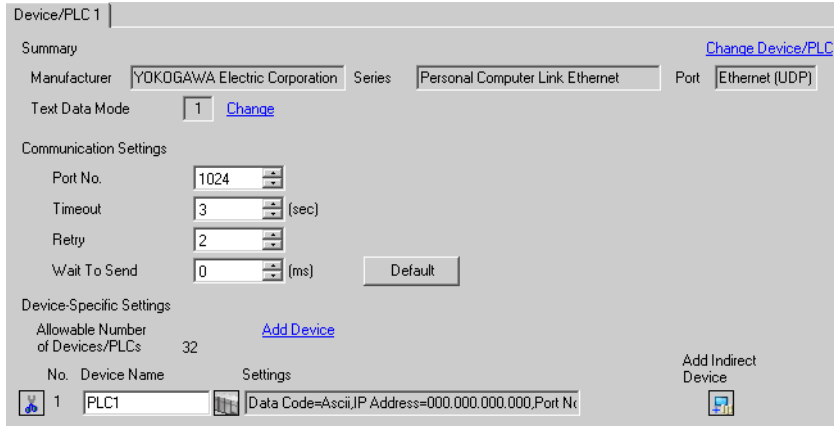 Device/PLC 1
Summary Change Device/PLC
Manufacturer YOKOGAWA Electric Corporation Series Personal Computer Link Ethernet Port Ethernet (UDP)
Text Data Mode 1 Change
Communication Settings
Port No. 1024
Timeout 3 (sec)
Retry 2
Wait To Send 0 (ms) Default
Device-Specific Settings
Allowable Number Add Device
of Devices/PLCs 32
Add Indirect
No. Device Name Settings Device
1 PLC1 Data Code=Ascii,IP Address=000.000.000.000,Port